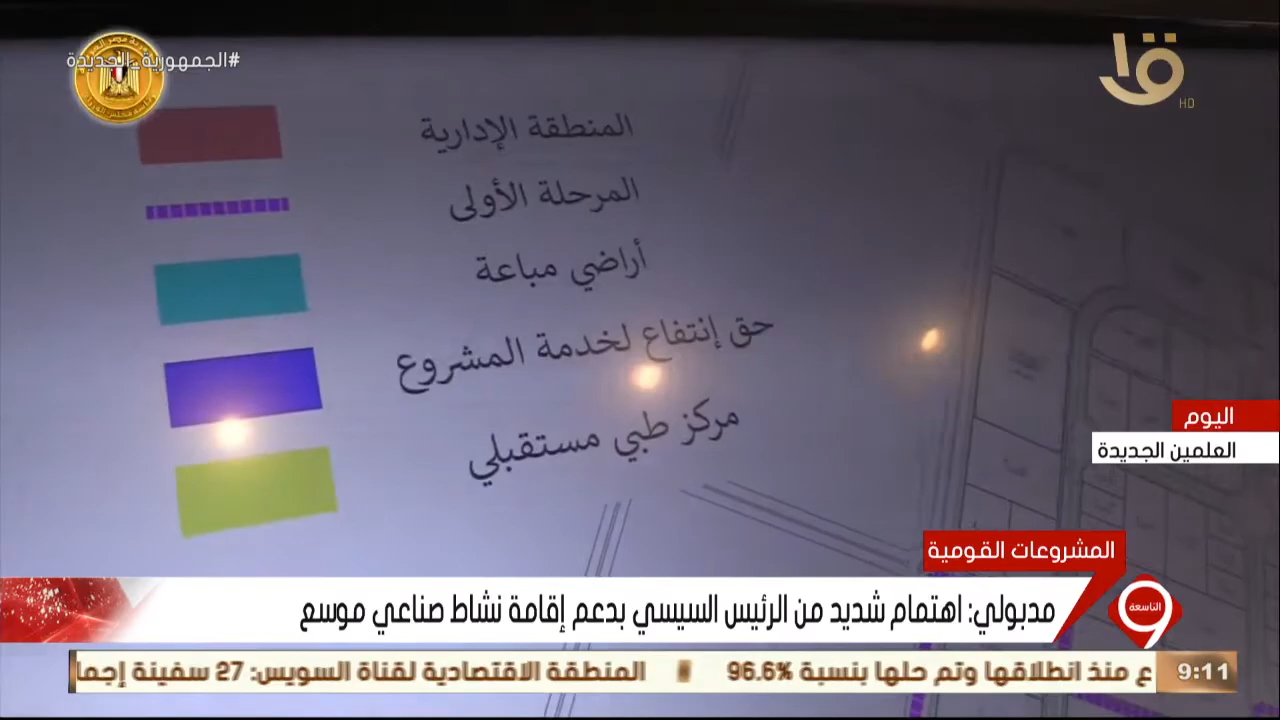 #الجمهورية_الجديدة
HD
المنطقة الإدارية
المرحلة الأولى
أراضي مباعة
حق إنتفاع لخدمة المشروع
مركز طبي مستقبلي
اليوم
العلمين الجديدة
المشروعات القومية
التاسعة
مدبولي: اهتمام شديد من الرئيس السيسي بدعم إقامة نشاط صناعي موسع
9:11
ع منذ انطلاقها وتم حلها بنسبة 96.6%
المنطقة الاقتصادية لقناة السويس: 27 سفينة إجما